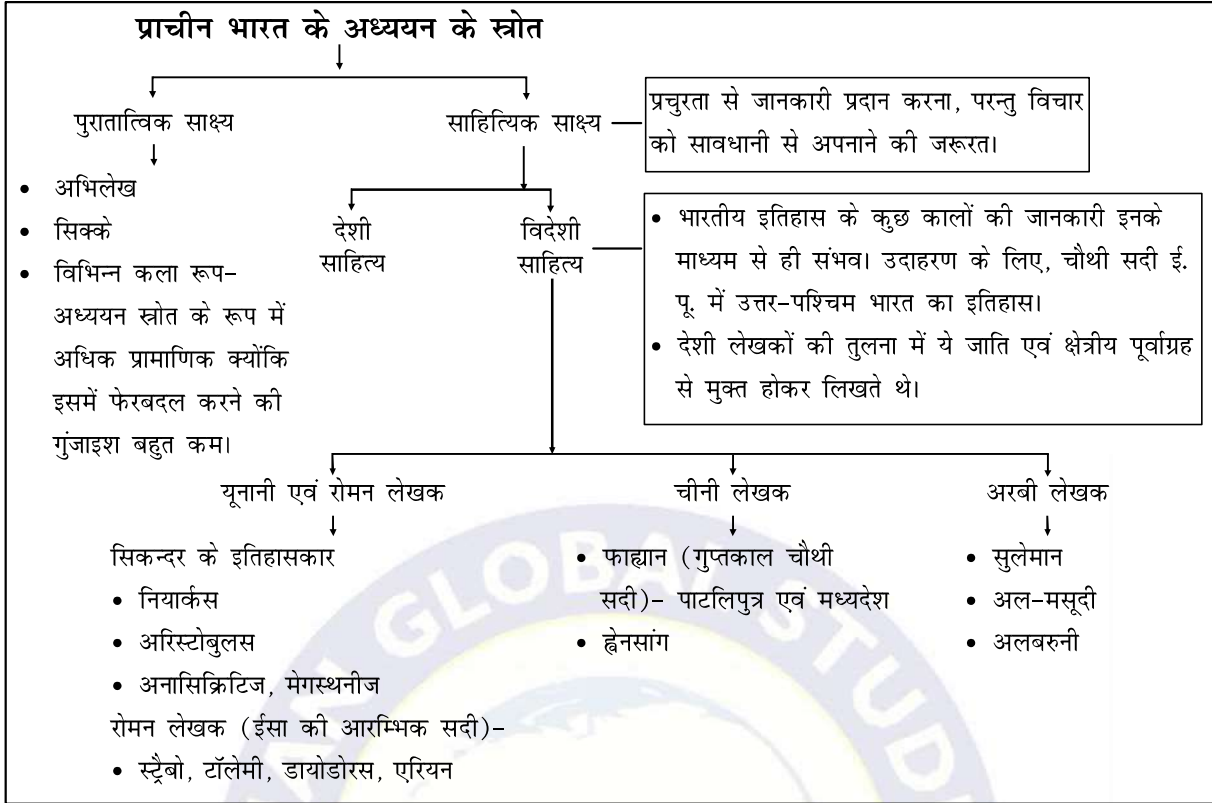 प्राचीन भारत के अध्ययन के स्त्रोत
पुरातात्विक साक्ष्य
साहित्यिक साक्ष्य
प्रचुरता से जानकारी प्रदान करना, परन्तु विचार
को सावधानी से अपनाने की जरूरत।
• अभिलेख
• सिक्के
• विभिन्न कला रूप–
अध्ययन स्त्रोत के रूप में
अधिक प्रामाणिक क्योंकि
इसमें फेरबदल करने की
गुंजाइश बहुत कम।
देशी
साहित्य
विदेशी
साहित्य
• भारतीय इतिहास के कुछ कालों की जानकारी इनके
माध्यम से ही संभव। उदाहरण के लिए, चौथी सदी ई.
पू. में उत्तर-पश्चिम भारत का इतिहास।
• देशी लेखकों की तुलना में ये जाति एवं क्षेत्रीय पूर्वाग्रह
से मुक्त होकर लिखते थे।
यूनानी एवं रोमन लेखक
सिकन्दर के इतिहासकार
• नियार्कस
• अरिस्टोबुलस
• अनासिक्रिटिज, मेगस्थनीज
रोमन लेखक (ईसा की आरम्भिक सदी)–
• स्ट्रैबो, टॉलेमी, डायोडोरस, एरियन
चीनी लेखक
• फाह्यान (गुप्तकाल चौथी
सदी)– पाटलिपुत्र एवं मध्यदेश
• ह्वेनसांग
अरबी लेखक
• सुलेमान
• अल-मसूदी
• अलबरुनी
AN GLOBAL STUD